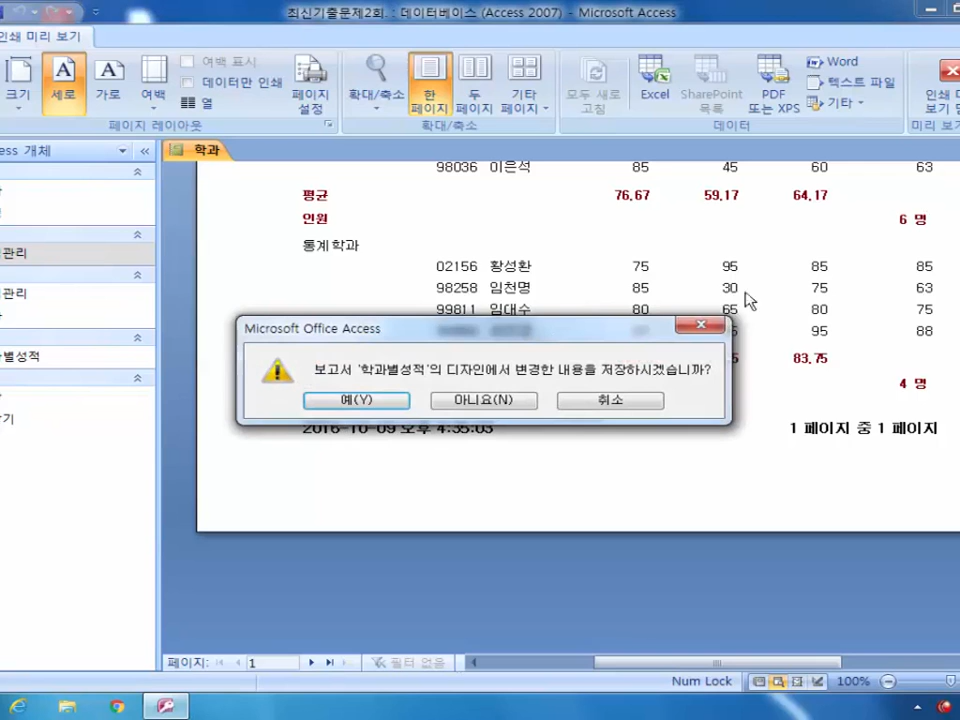 최신기출문제2회. : 데이터베이스 (Access 2007) - Microsoft Access
인쇄 미리 보기
크기
세로
가로
여백
여백 표시
데이터만 인쇄
열
페이지 설정
페이지 레이아웃
확대/축소
한 페이지
두 페이지
기타 페이지
확대/축소
모두 새로 고침
Excel
SharePoint 목록
PDF 또는 XPS
Word
텍스트 파일
기타
데이터
인쇄
보기
미리 보
ess 개체
학과
관리
관리
별성적
98036 이은석 85 45 60 63
평균 76.67 59.17 64.17
인원 6 명
통계학과
02156 황성환 75 95 85 85
98258 임천명 85 30 75 63
99811 임대수 80 65 80 75
95 88
5 83.75
4 명
Microsoft Office Access
보고서 '학과별성적'의 디자인에서 변경한 내용을 저장하시겠습니까?
예(Y) 아니요(N) 취소
2016-10-09 오후 4:35:03 1 페이지 중 1 페이지
페이지: 1 필터 없음
Num Lock 100%